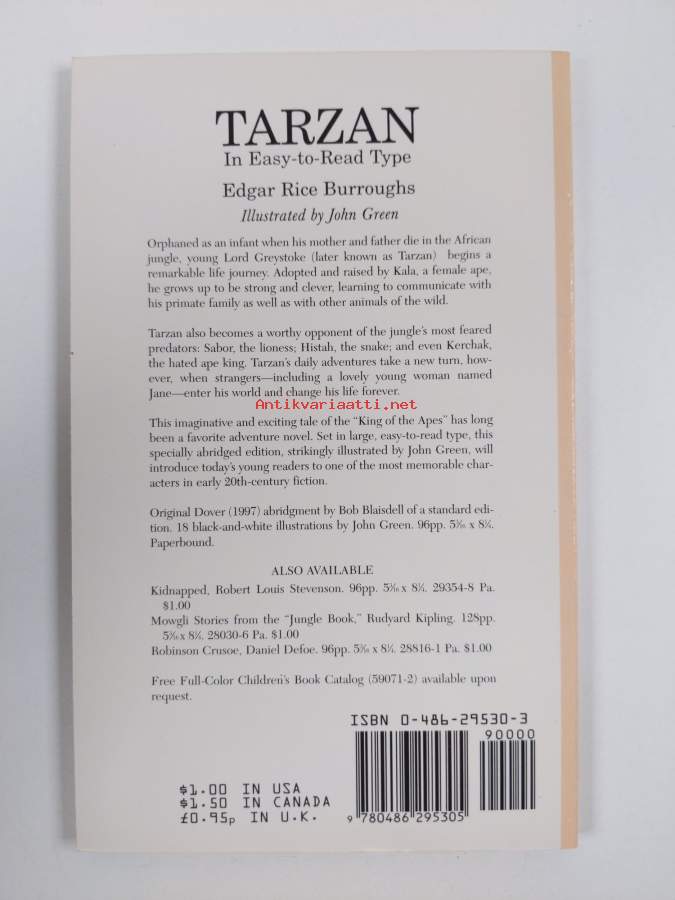 TARZAN
In Easy-to-Read Type
Edgar Rice Burroughs
Illustrated by John Green
Orphaned as an infant when his mother and father die in the African
jungle, young Lord Greystoke (later known as Tarzan) begins a
remarkable life journey. Adopted and raised by Kala, a female ape,
he grows up to be strong and clever, learning to communicate with
his primate family as well as with other animals of the wild.
Tarzan also becomes a worthy opponent of the jungle's most feared
predators: Sabor, the lioness; Histah, the snake; and even Kerchak,
the hated ape king. Tarzan's daily adventures take a new turn, how-
ever, when strangers—including a lovely young woman named
Jane—enter his world and change his life forever.
Antikvariaatti.net
This imaginative and exciting tale of the "King of the Apes" has long
been a favorite adventure novel. Set in large, easy-to-read type, this
specially abridged edition, strikingly illustrated by John Green, will
introduce today's young readers to one of the most memorable char-
acters in early 20th-century fiction.
Original Dover (1997) abridgment by Bob Blaisdell of a standard edi-
tion. 18 black-and-white illustrations by John Green. 96pp. 5³⁄₁₆ x 8¼.
Paperbound.
ALSO AVAILABLE
Kidnapped, Robert Louis Stevenson. 96pp. 5³⁄₁₆ x 8¼. 29354-8 Pa.
$1.00
Mowgli Stories from the "Jungle Book," Rudyard Kipling. 128pp.
5³⁄₁₆ x 8¼. 28030-6 Pa. $1.00
Robinson Crusoe, Daniel Defoe. 96pp. 5³⁄₁₆ x 8¼. 28816-1 Pa. $1.00
Free Full-Color Children's Book Catalog (59071-2) available upon
request.
ISBN 0-486-29530-3
90000
$1.00 IN USA
$1.50 IN CANADA
£0.95p IN U.K.
9 780486 295305